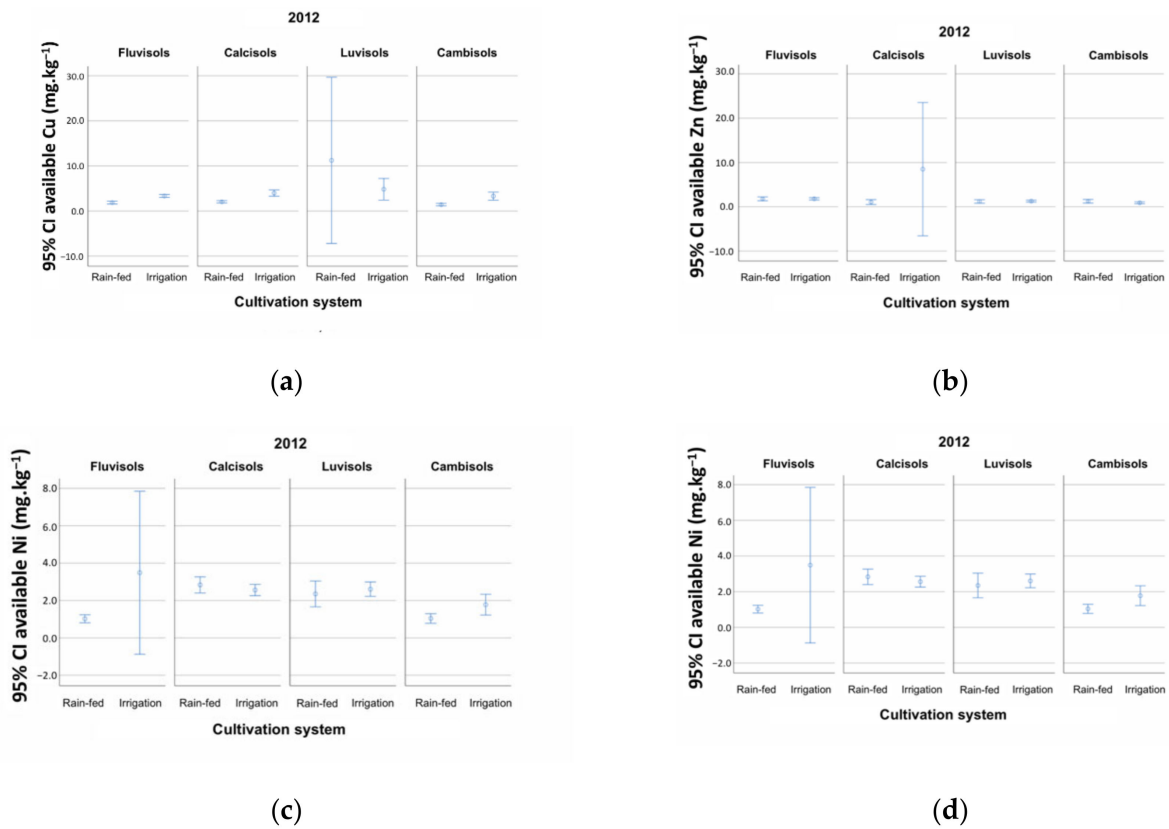 2012
Fluvisols Calcisols Luvisols Cambisols
95% CI available Cu (mg.kg⁻¹)
30.0
20.0
10.0
0.0
−10.0
Rain-fed Irrigation Rain-fed Irrigation Rain-fed Irrigation Rain-fed Irrigation
Cultivation system
(a)
2012
Fluvisols Calcisols Luvisols Cambisols
95% CI available Zn (mg.kg⁻¹)
30.0
20.0
10.0
0.0
−10.0
Rain-fed Irrigation Rain-fed Irrigation Rain-fed Irrigation Rain-fed Irrigation
Cultivation system
(b)
2012
Fluvisols Calcisols Luvisols Cambisols
95% CI available Ni (mg.kg⁻¹)
8.0
6.0
4.0
2.0
0.0
−2.0
Rain-fed Irrigation Rain-fed Irrigation Rain-fed Irrigation Rain-fed Irrigation
Cultivation system
(c)
2012
Fluvisols Calcisols Luvisols Cambisols
95% CI available Ni (mg.kg⁻¹)
8.0
6.0
4.0
2.0
0.0
−2.0
Rain-fed Irrigation Rain-fed Irrigation Rain-fed Irrigation Rain-fed Irrigation
Cultivation system
(d)